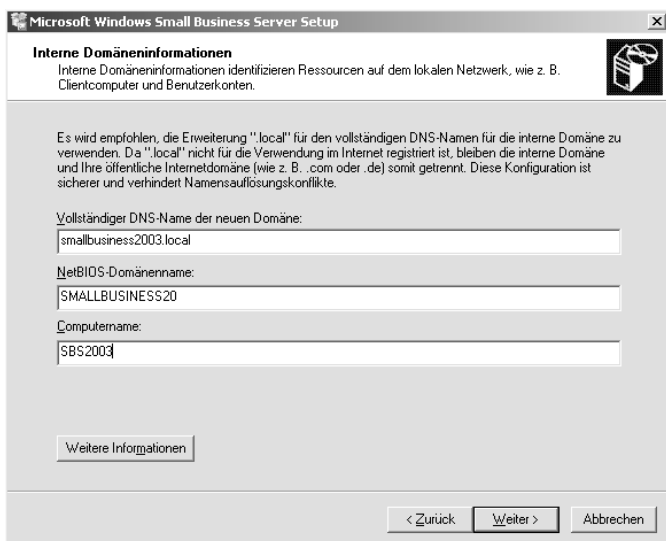 Microsoft Windows Small Business Server Setup
Interne Domäneninformationen
Interne Domäneninformationen identifizieren Ressourcen auf dem lokalen Netzwerk, wie z. B.
Clientcomputer und Benutzerkonten.
Es wird empfohlen, die Erweiterung ".local" für den vollständigen DNS-Namen für die interne Domäne zu
verwenden. Da ".local" nicht für die Verwendung im Internet registriert ist, bleiben die interne Domäne
und Ihre öffentliche Internetdomäne (wie z. B. .com oder .de) somit getrennt. Diese Konfiguration ist
sicherer und verhindert Namensauflösungskonflikte.
Vollständiger DNS-Name der neuen Domäne:
smallbusiness2003.local
NetBIOS-Domänenname:
SMALLBUSINESS20
Computername:
SBS2003
Weitere Informationen
< Zurück Weiter > Abbrechen